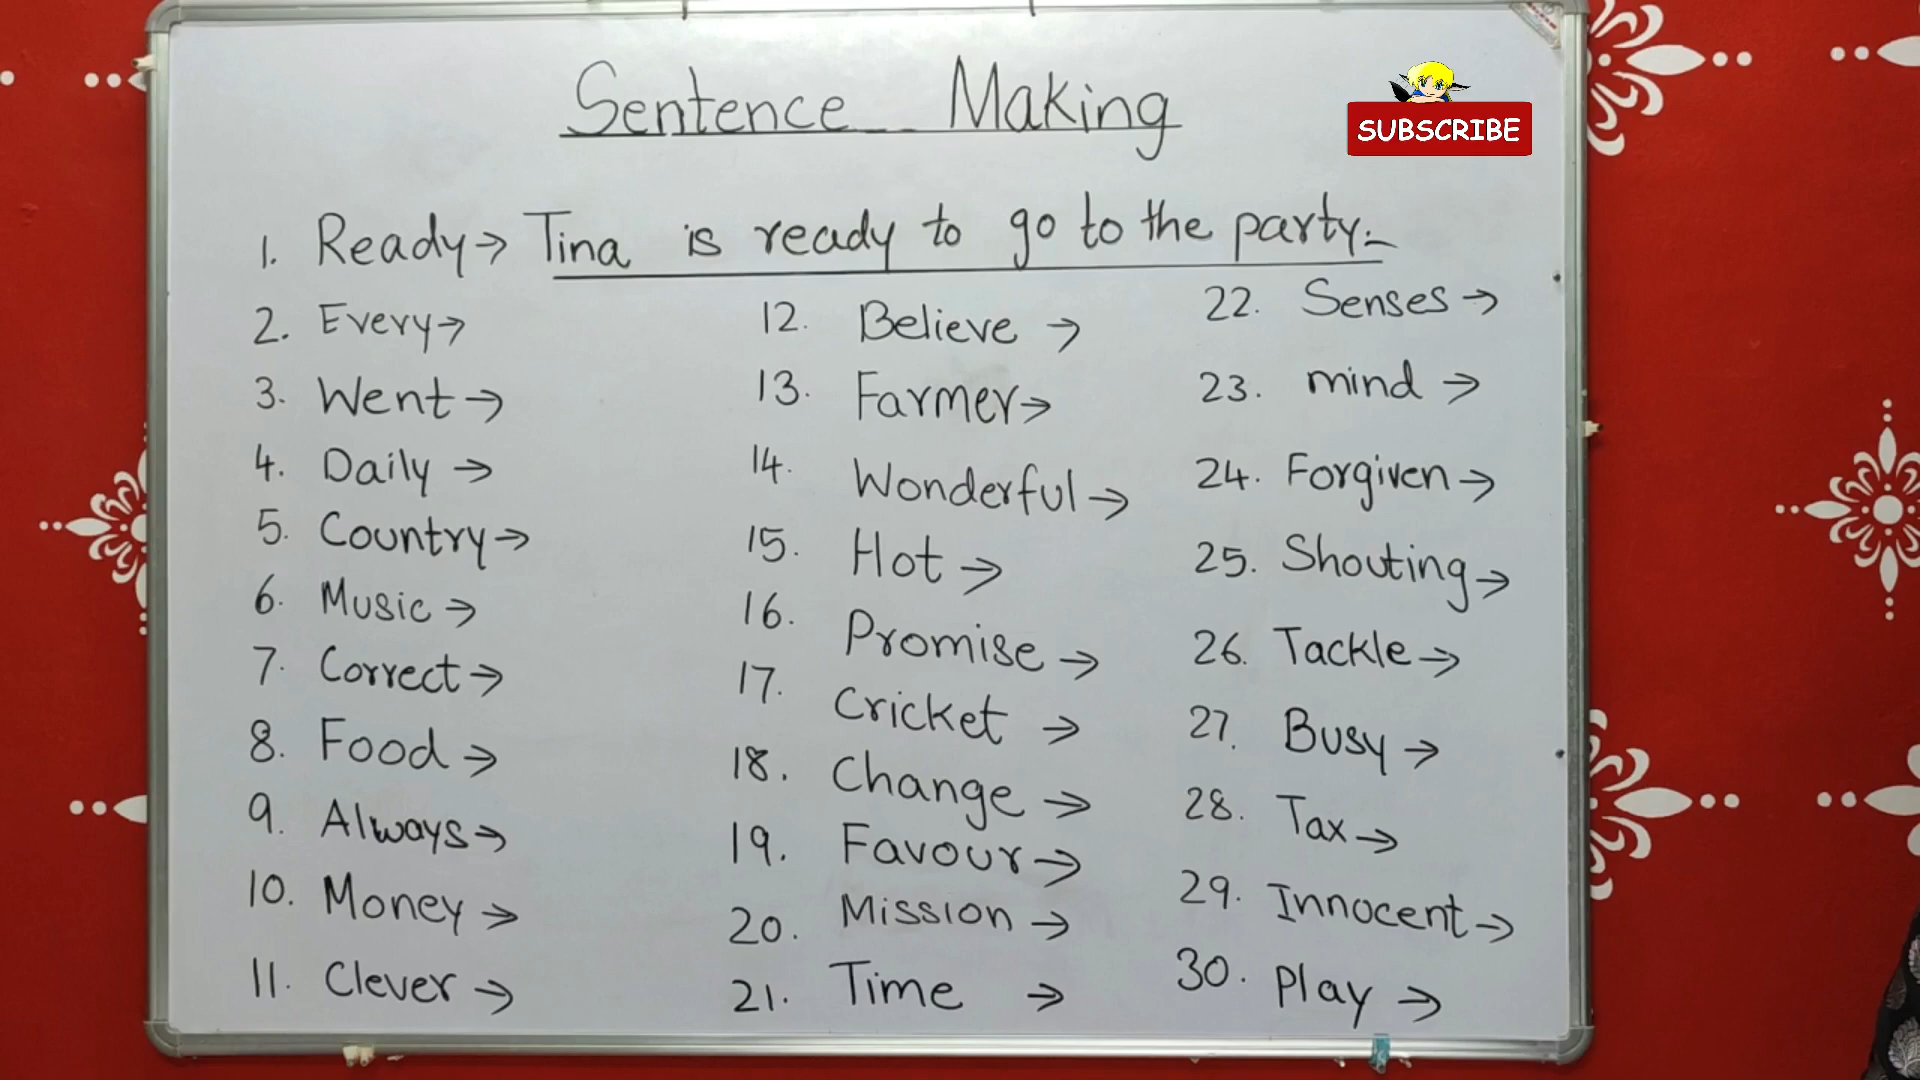 Sentence Making
SUBSCRIBE
1. Ready → Tina is ready to go to the party.
2. Every →
3. Went →
4. Daily →
5. Country →
6. Music →
7. Correct →
8. Food →
9. Always →
10. Money →
11. Clever →
12. Believe →
13. Farmer →
14. Wonderful →
15. Hot →
16. Promise →
17. Cricket →
18. Change →
19. Favour →
20. Mission →
21. Time →
22. Senses →
23. mind →
24. Forgiven →
25. Shouting →
26. Tackle →
27. Busy →
28. Tax →
29. Innocent →
30. Play →